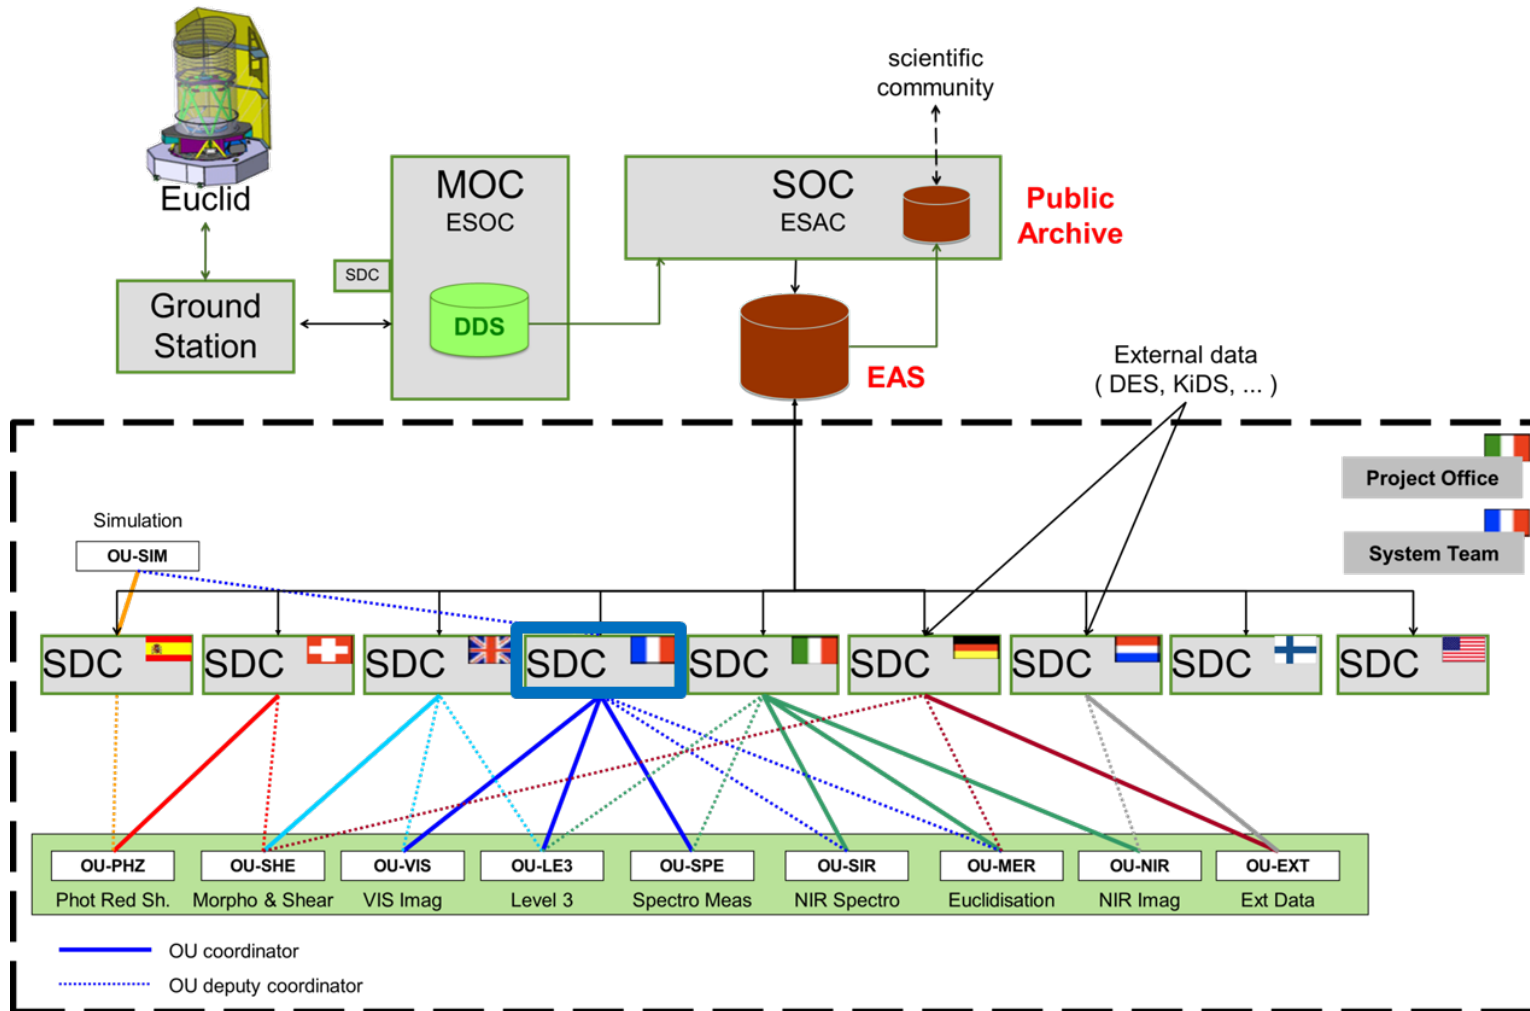 scientific
community
Euclid
MOC
ESOC
SOC
ESAC
Public
Archive
SDC
Ground
Station
DDS
EAS
External data
( DES, KiDS, ... )
Project Office
System Team
Simulation
OU-SIM
SDC SDC SDC SDC SDC SDC SDC SDC SDC
OU-PHZ OU-SHE OU-VIS OU-LE3 OU-SPE OU-SIR OU-MER OU-NIR OU-EXT
Phot Red Sh. Morpho & Shear VIS Imag Level 3 Spectro Meas NIR Spectro Euclidisation NIR Imag Ext Data
OU coordinator
OU deputy coordinator